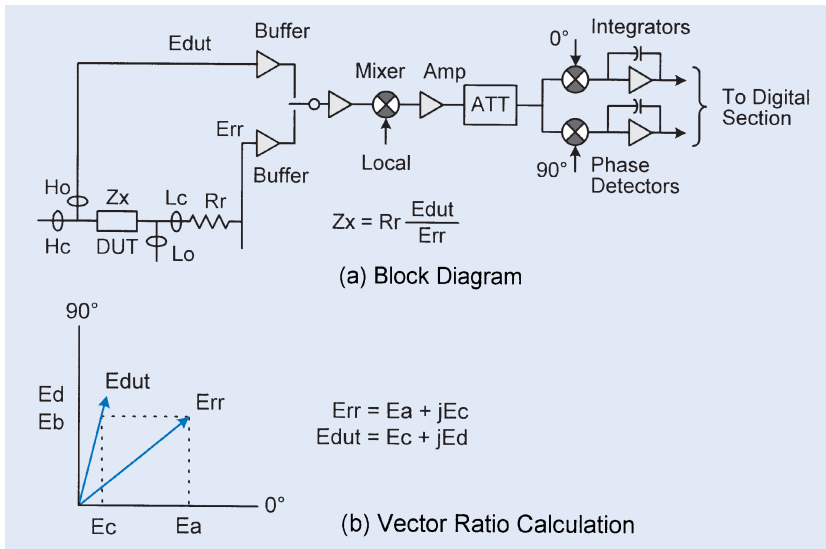 Buffer
Edut
0°
Integrators
Mixer
Amp
ATT
To Digital
Section
Err
Buffer
Local
90°
Phase
Detectors
Ho
Zx
Lc
Rr
Hc
DUT
Lo
Zx = Rr Edut
Err
(a) Block Diagram
90°
Ed
Eb
Edut
Err
0°
Ec
Ea
Err = Ea + jEc
Edut = Ec + jEd
(b) Vector Ratio Calculation